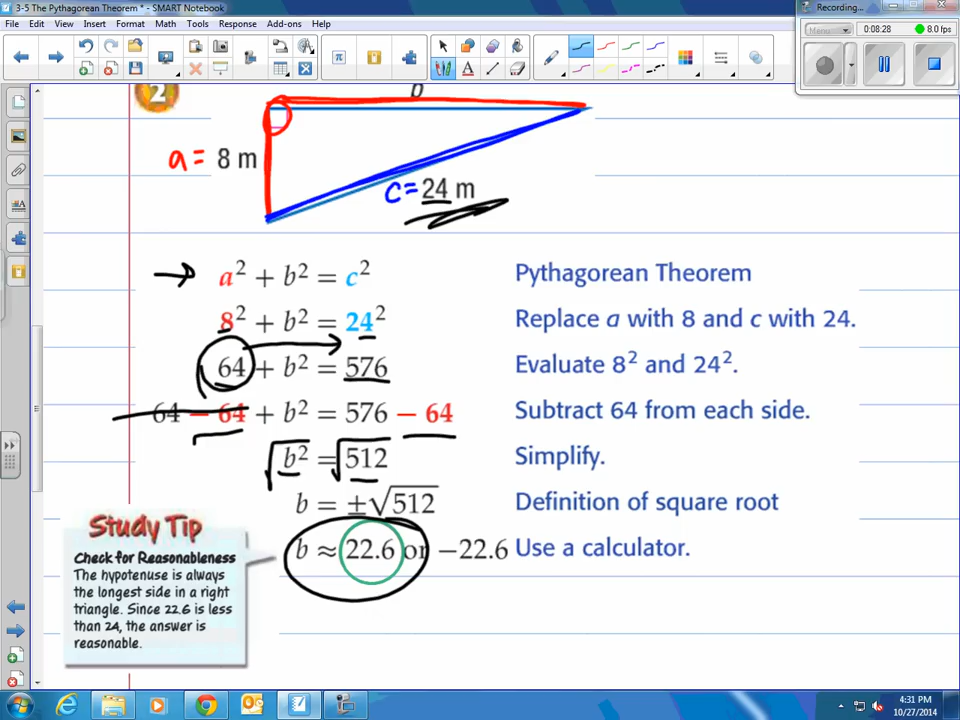 3-5 The Pythagorean Theorem * - SMART Notebook
Recording...
File Edit View Insert Format Math Tools Response Add-ons Help
Menu
0:08:28
8.0 fps
2
b
a = 8 m
c = 24 m
a² + b² = c² Pythagorean Theorem
8² + b² = 24² Replace a with 8 and c with 24.
64 + b² = 576 Evaluate 8² and 24².
64 − 64 + b² = 576 − 64 Subtract 64 from each side.
√b² = √512 Simplify.
b = ±√512 Definition of square root
b ≈ 22.6 or −22.6 Use a calculator.
Study Tip
Check for Reasonableness
The hypotenuse is always
the longest side in a right
triangle. Since 22.6 is less
than 24, the answer is
reasonable.
4:31 PM
10/27/2014